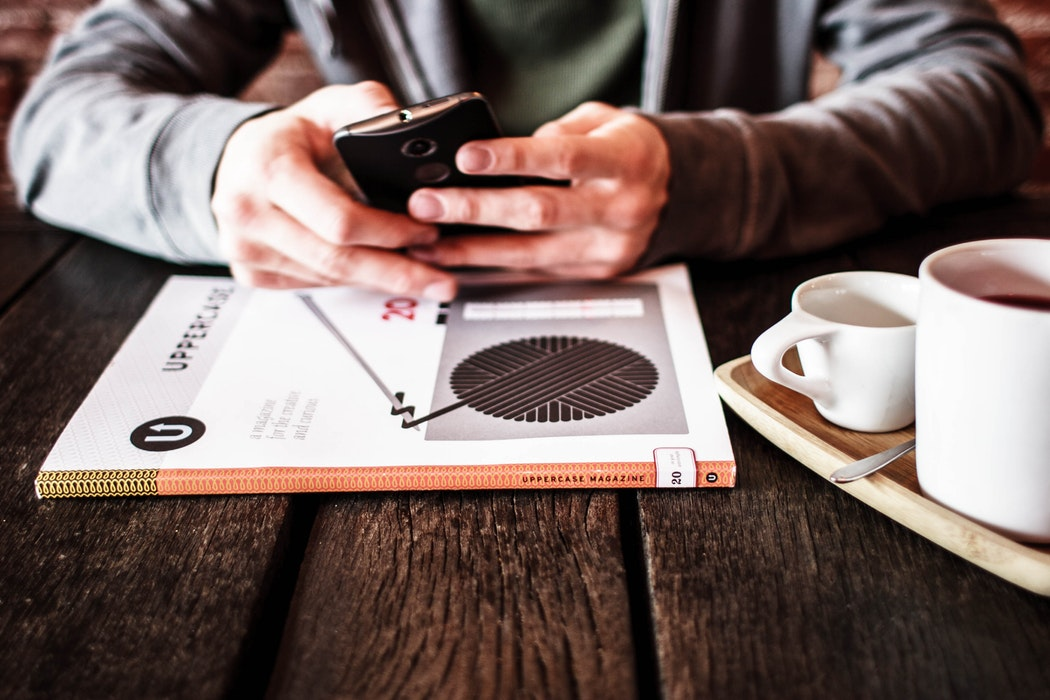 UPPERCASE
20
U
a magazine
for the creative
and curious
UPPERCASE MAGAZINE
20
U